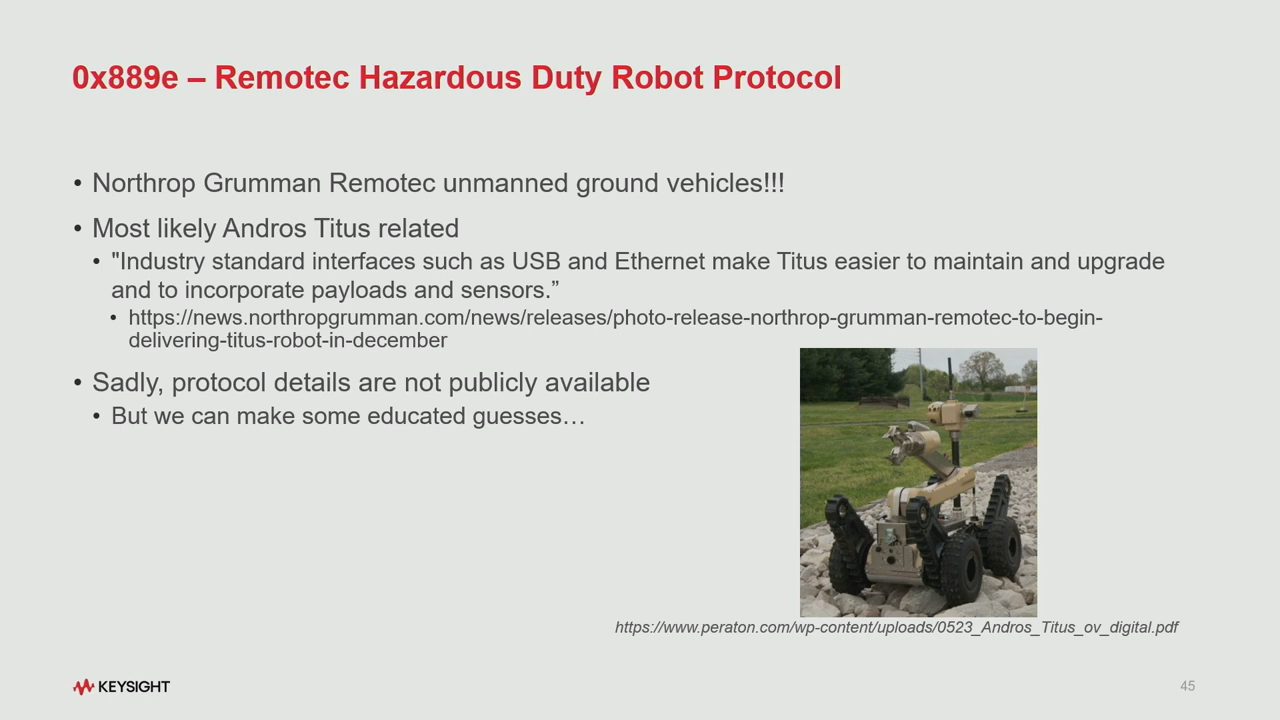 0x889e – Remotec Hazardous Duty Robot Protocol
• Northrop Grumman Remotec unmanned ground vehicles!!!
• Most likely Andros Titus related
• "Industry standard interfaces such as USB and Ethernet make Titus easier to maintain and upgrade
and to incorporate payloads and sensors.”
• https://news.northropgrumman.com/news/releases/photo-release-northrop-grumman-remotec-to-begin-
delivering-titus-robot-in-december
• Sadly, protocol details are not publicly available
• But we can make some educated guesses…
https://www.peraton.com/wp-content/uploads/0523_Andros_Titus_ov_digital.pdf
KEYSIGHT
45